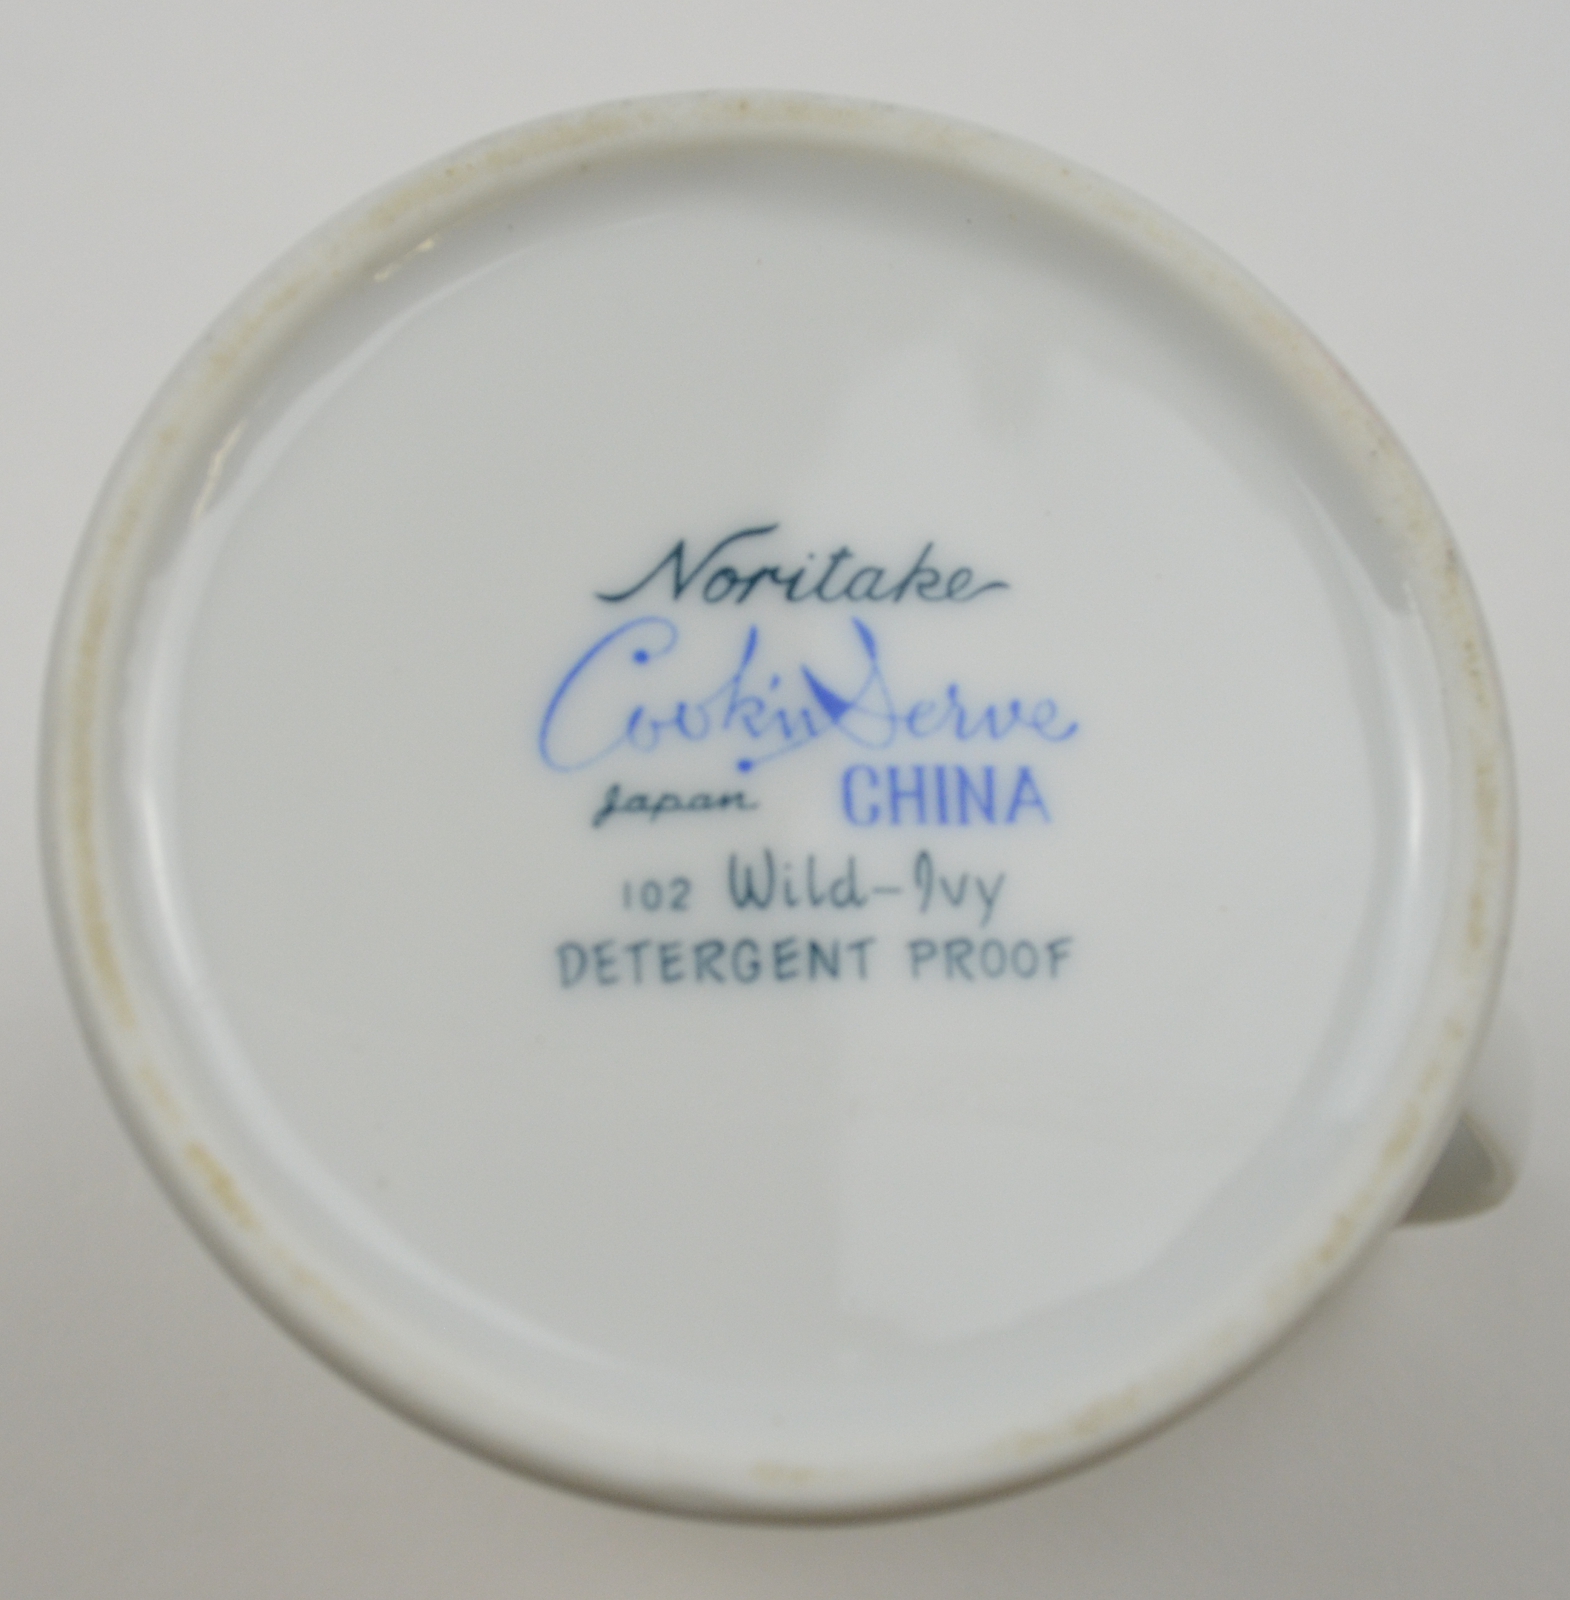 Noritake
Cook'n Serve
Japan CHINA
102 Wild-Ivy
DETERGENT PROOF